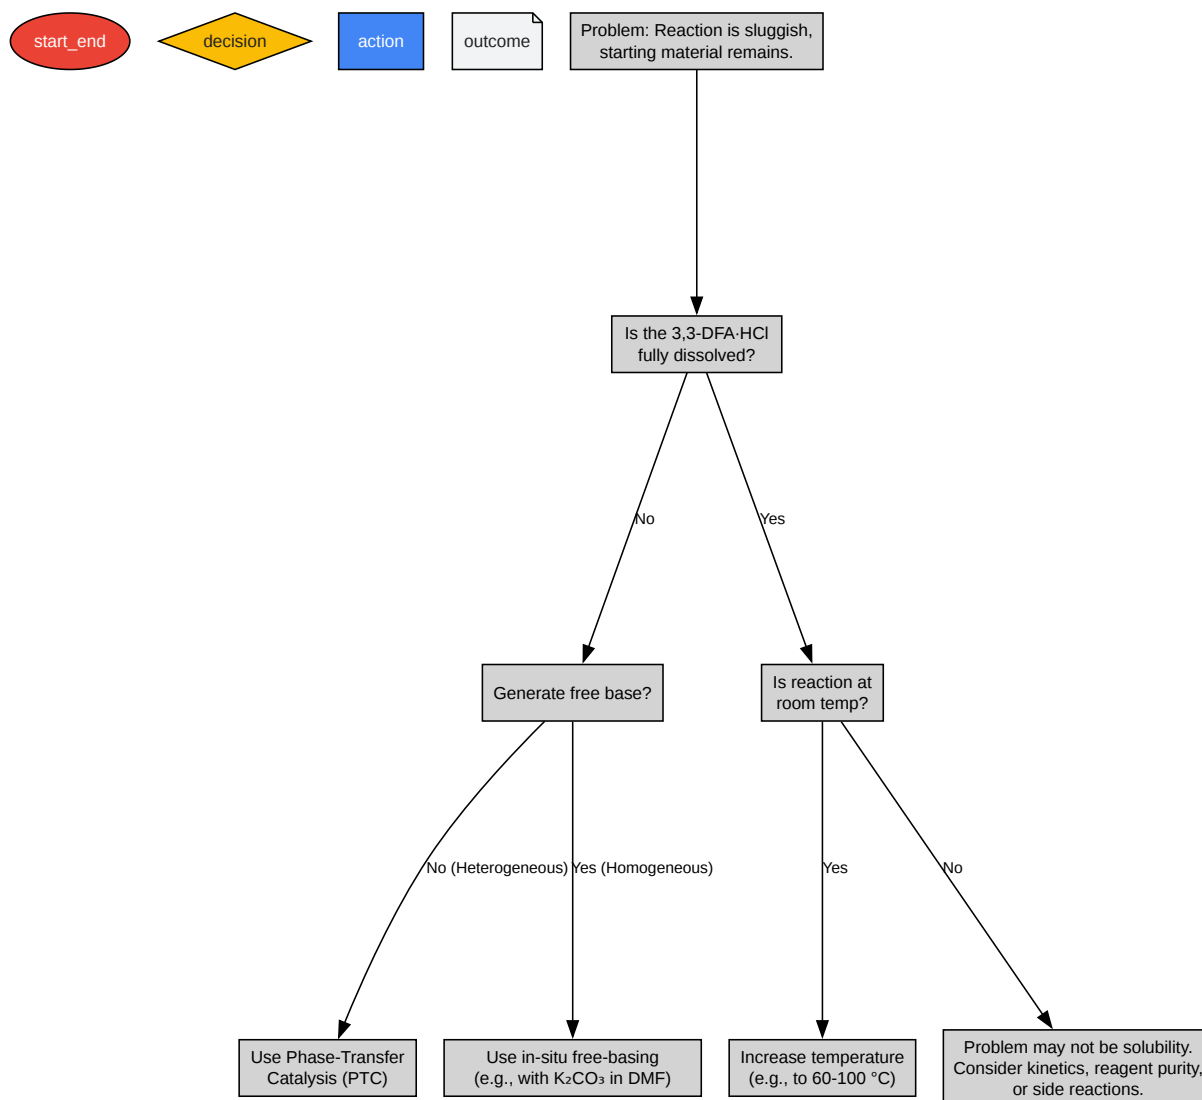 start_end
decision
action
outcome
Problem: Reaction is sluggish,
starting material remains.
Is the 3,3-DFA·HCl
fully dissolved?
No
Yes
Generate free base?
Is reaction at
room temp?
No (Heterogeneous)
Yes (Homogeneous)
Yes
No
Use Phase-Transfer
Catalysis (PTC)
Use in-situ free-basing
(e.g., with K₂CO₃ in DMF)
Increase temperature
(e.g., to 60-100 °C)
Problem may not be solubility.
Consider kinetics, reagent purity,
or side reactions.